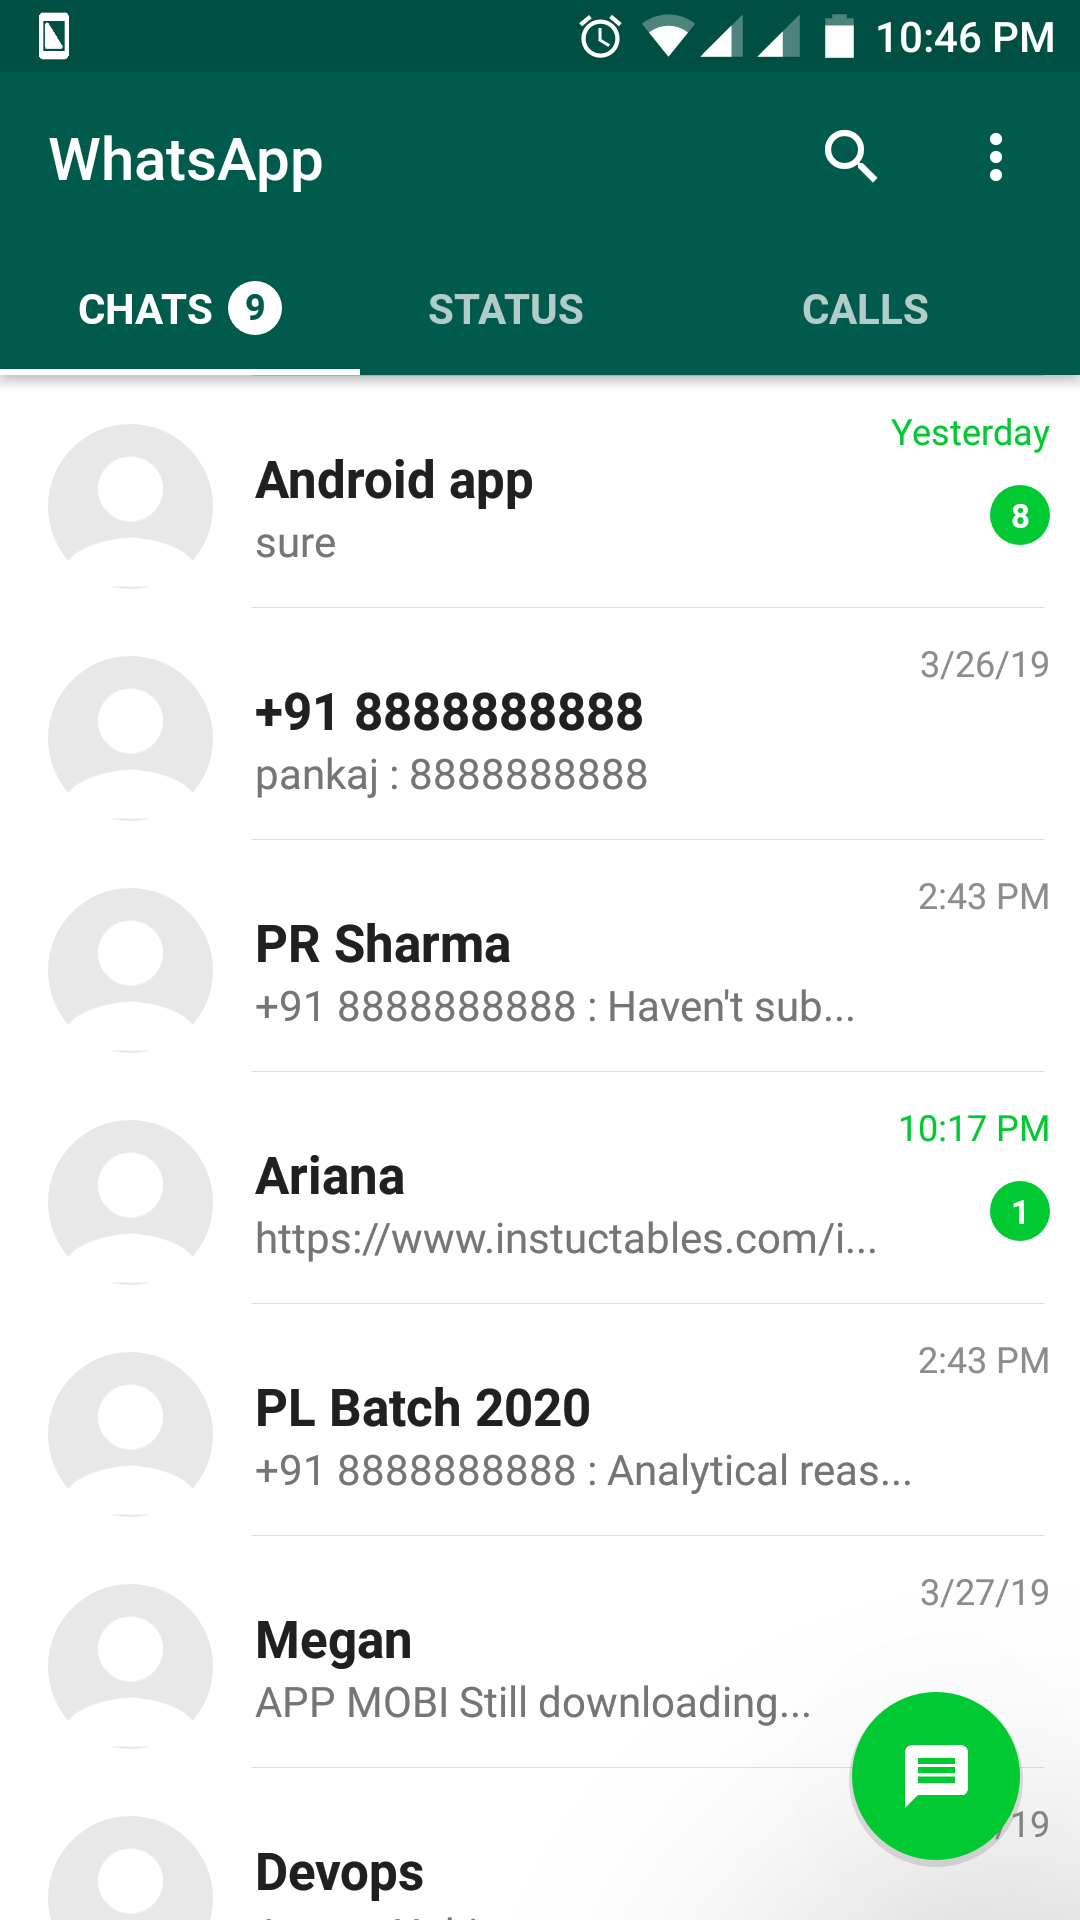 10:46 PM
WhatsApp
CHATS 9 STATUS CALLS
Yesterday
Android app
8
sure
3/26/19
+91 8888888888
pankaj : 8888888888
2:43 PM
PR Sharma
+91 8888888888 : Haven't sub...
10:17 PM
Ariana
1
https://www.instuctables.com/i...
2:43 PM
PL Batch 2020
+91 8888888888 : Analytical reas...
3/27/19
Megan
APP MOBI Still downloading...
/19
Devops